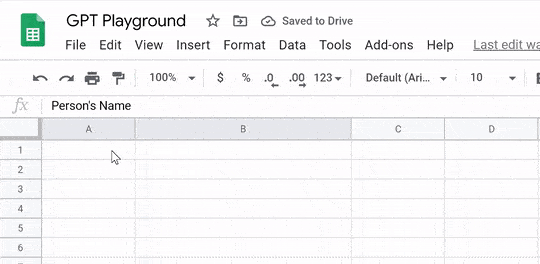 GPT Playground Saved to Drive
File Edit View Insert Format Data Tools Add-ons Help Last edit wa
100% $ % .0 .00 123 Default (Ari... 10
fx Person's Name
A B C D
1
2
3
4
5
6